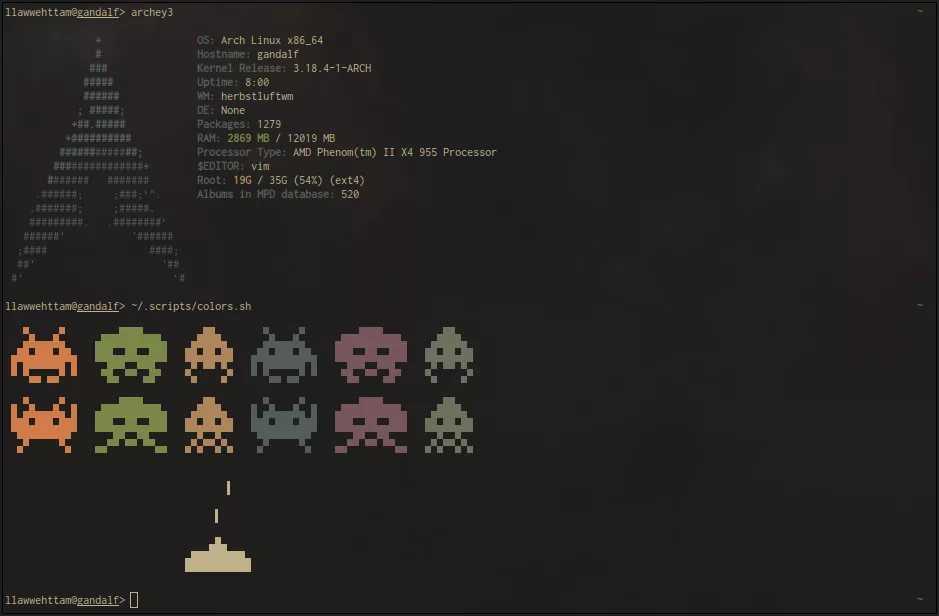 llawwehttam@gandalf> archey3 ~
+ OS: Arch Linux x86_64
# Hostname: gandalf
### Kernel Release: 3.18.4-1-ARCH
##### Uptime: 8:00
###### WM: herbstluftwm
; #####; DE: None
+##.##### Packages: 1279
+########## RAM: 2869 MB / 12019 MB
#############; Processor Type: AMD Phenom(tm) II X4 955 Processor
###############+ $EDITOR: vim
####### ####### Root: 19G / 35G (54%) (ext4)
.######; ;###;`". Albums in MPD database: 520
.#######; ;#####.
#########. .########`
######' '######
;#### ####;
##' '##
#' `#
llawwehttam@gandalf> ~/.scripts/colors.sh ~
llawwehttam@gandalf> ~